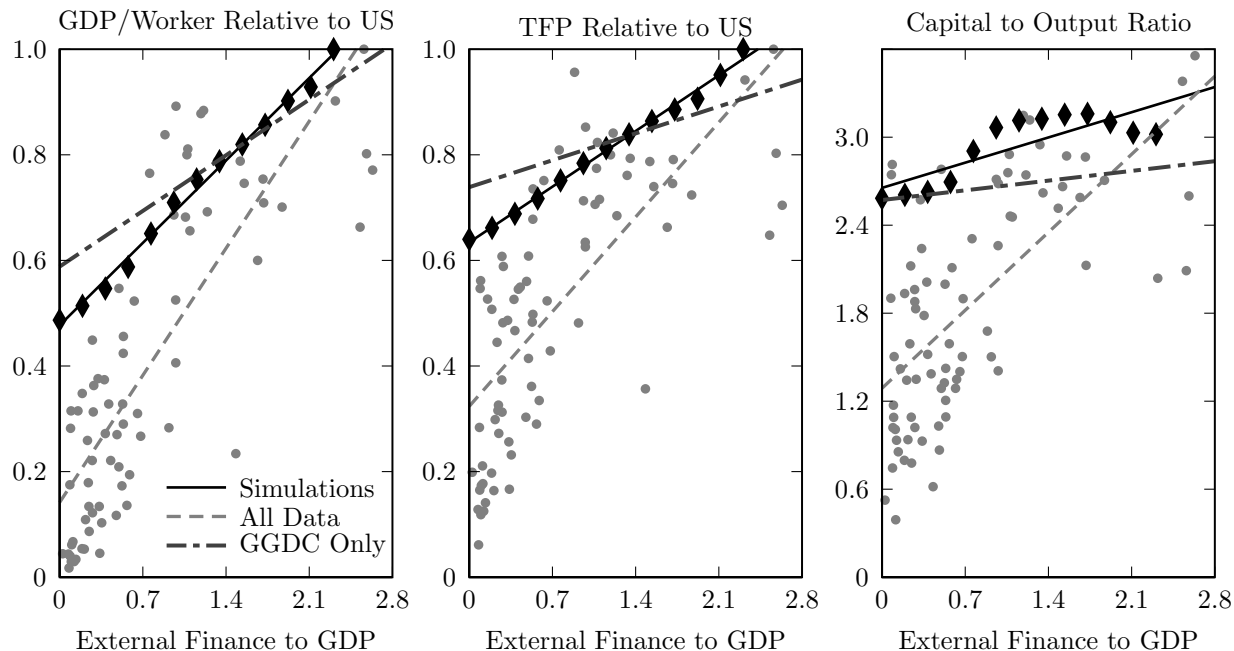 GDP/Worker Relative to US
1.0
0.8
0.6
0.4
0.2
0
0 0.7 1.4 2.1 2.8
External Finance to GDP
Simulations
All Data
GGDC Only
TFP Relative to US
1.0
0.8
0.6
0.4
0.2
0
0 0.7 1.4 2.1 2.8
External Finance to GDP
Capital to Output Ratio
3.0
2.4
1.8
1.2
0.6
0
0 0.7 1.4 2.1 2.8
External Finance to GDP